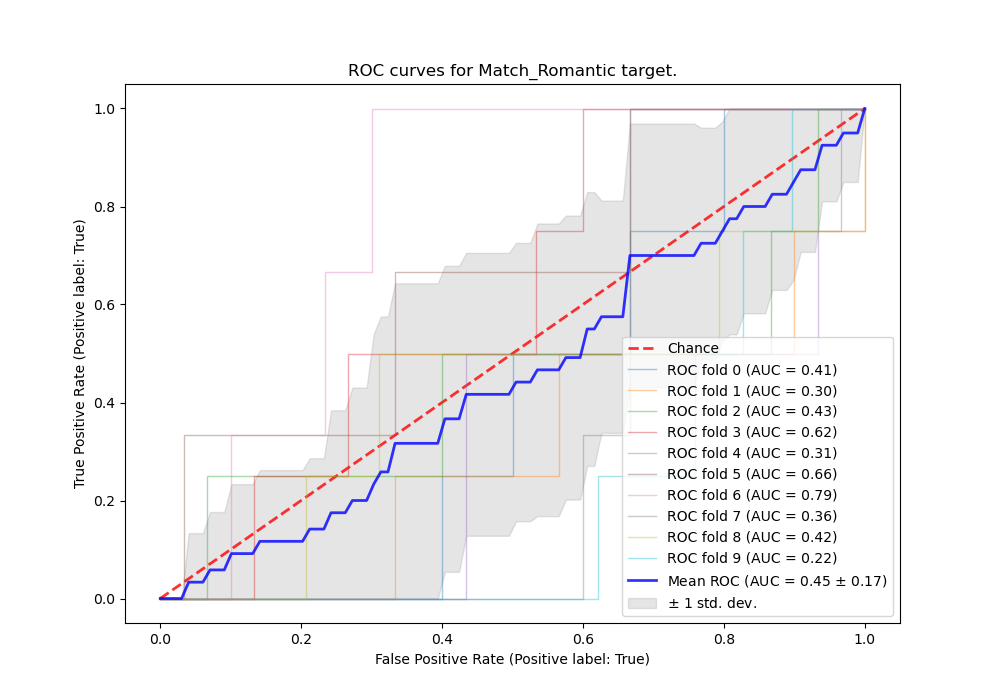 ROC curves for Match_Romantic target.
True Positive Rate (Positive label: True)
1.0
0.8
0.6
0.4
0.2
0.0
Chance
ROC fold 0 (AUC = 0.41)
ROC fold 1 (AUC = 0.30)
ROC fold 2 (AUC = 0.43)
ROC fold 3 (AUC = 0.62)
ROC fold 4 (AUC = 0.31)
ROC fold 5 (AUC = 0.66)
ROC fold 6 (AUC = 0.79)
ROC fold 7 (AUC = 0.36)
ROC fold 8 (AUC = 0.42)
ROC fold 9 (AUC = 0.22)
Mean ROC (AUC = 0.45 ± 0.17)
± 1 std. dev.
0.0 0.2 0.4 0.6 0.8 1.0
False Positive Rate (Positive label: True)